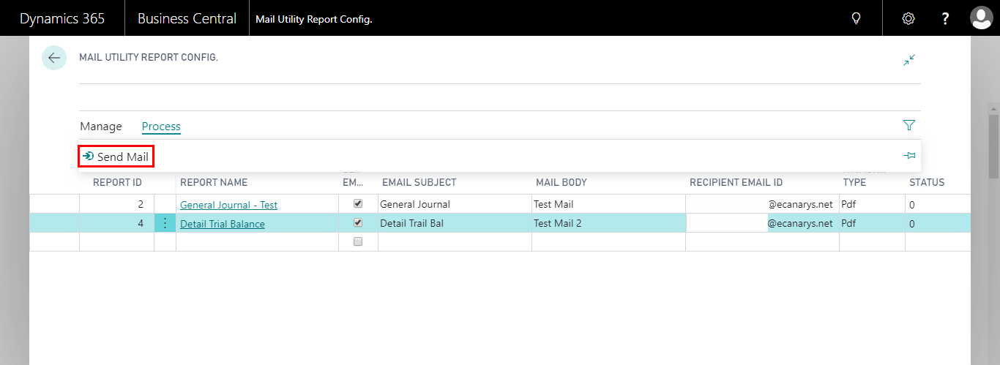 Dynamics 365 Business Central Mail Utility Report Config. ?
MAIL UTILITY REPORT CONFIG.
Manage Process
Send Mail
REPORT ID REPORT NAME EM... EMAIL SUBJECT MAIL BODY RECIPIENT EMAIL ID TYPE STATUS
2 General Journal - Test General Journal Test Mail @ecanarys.net Pdf 0
4 Detail Trial Balance Detail Trail Bal Test Mail 2 @ecanarys.net Pdf 0